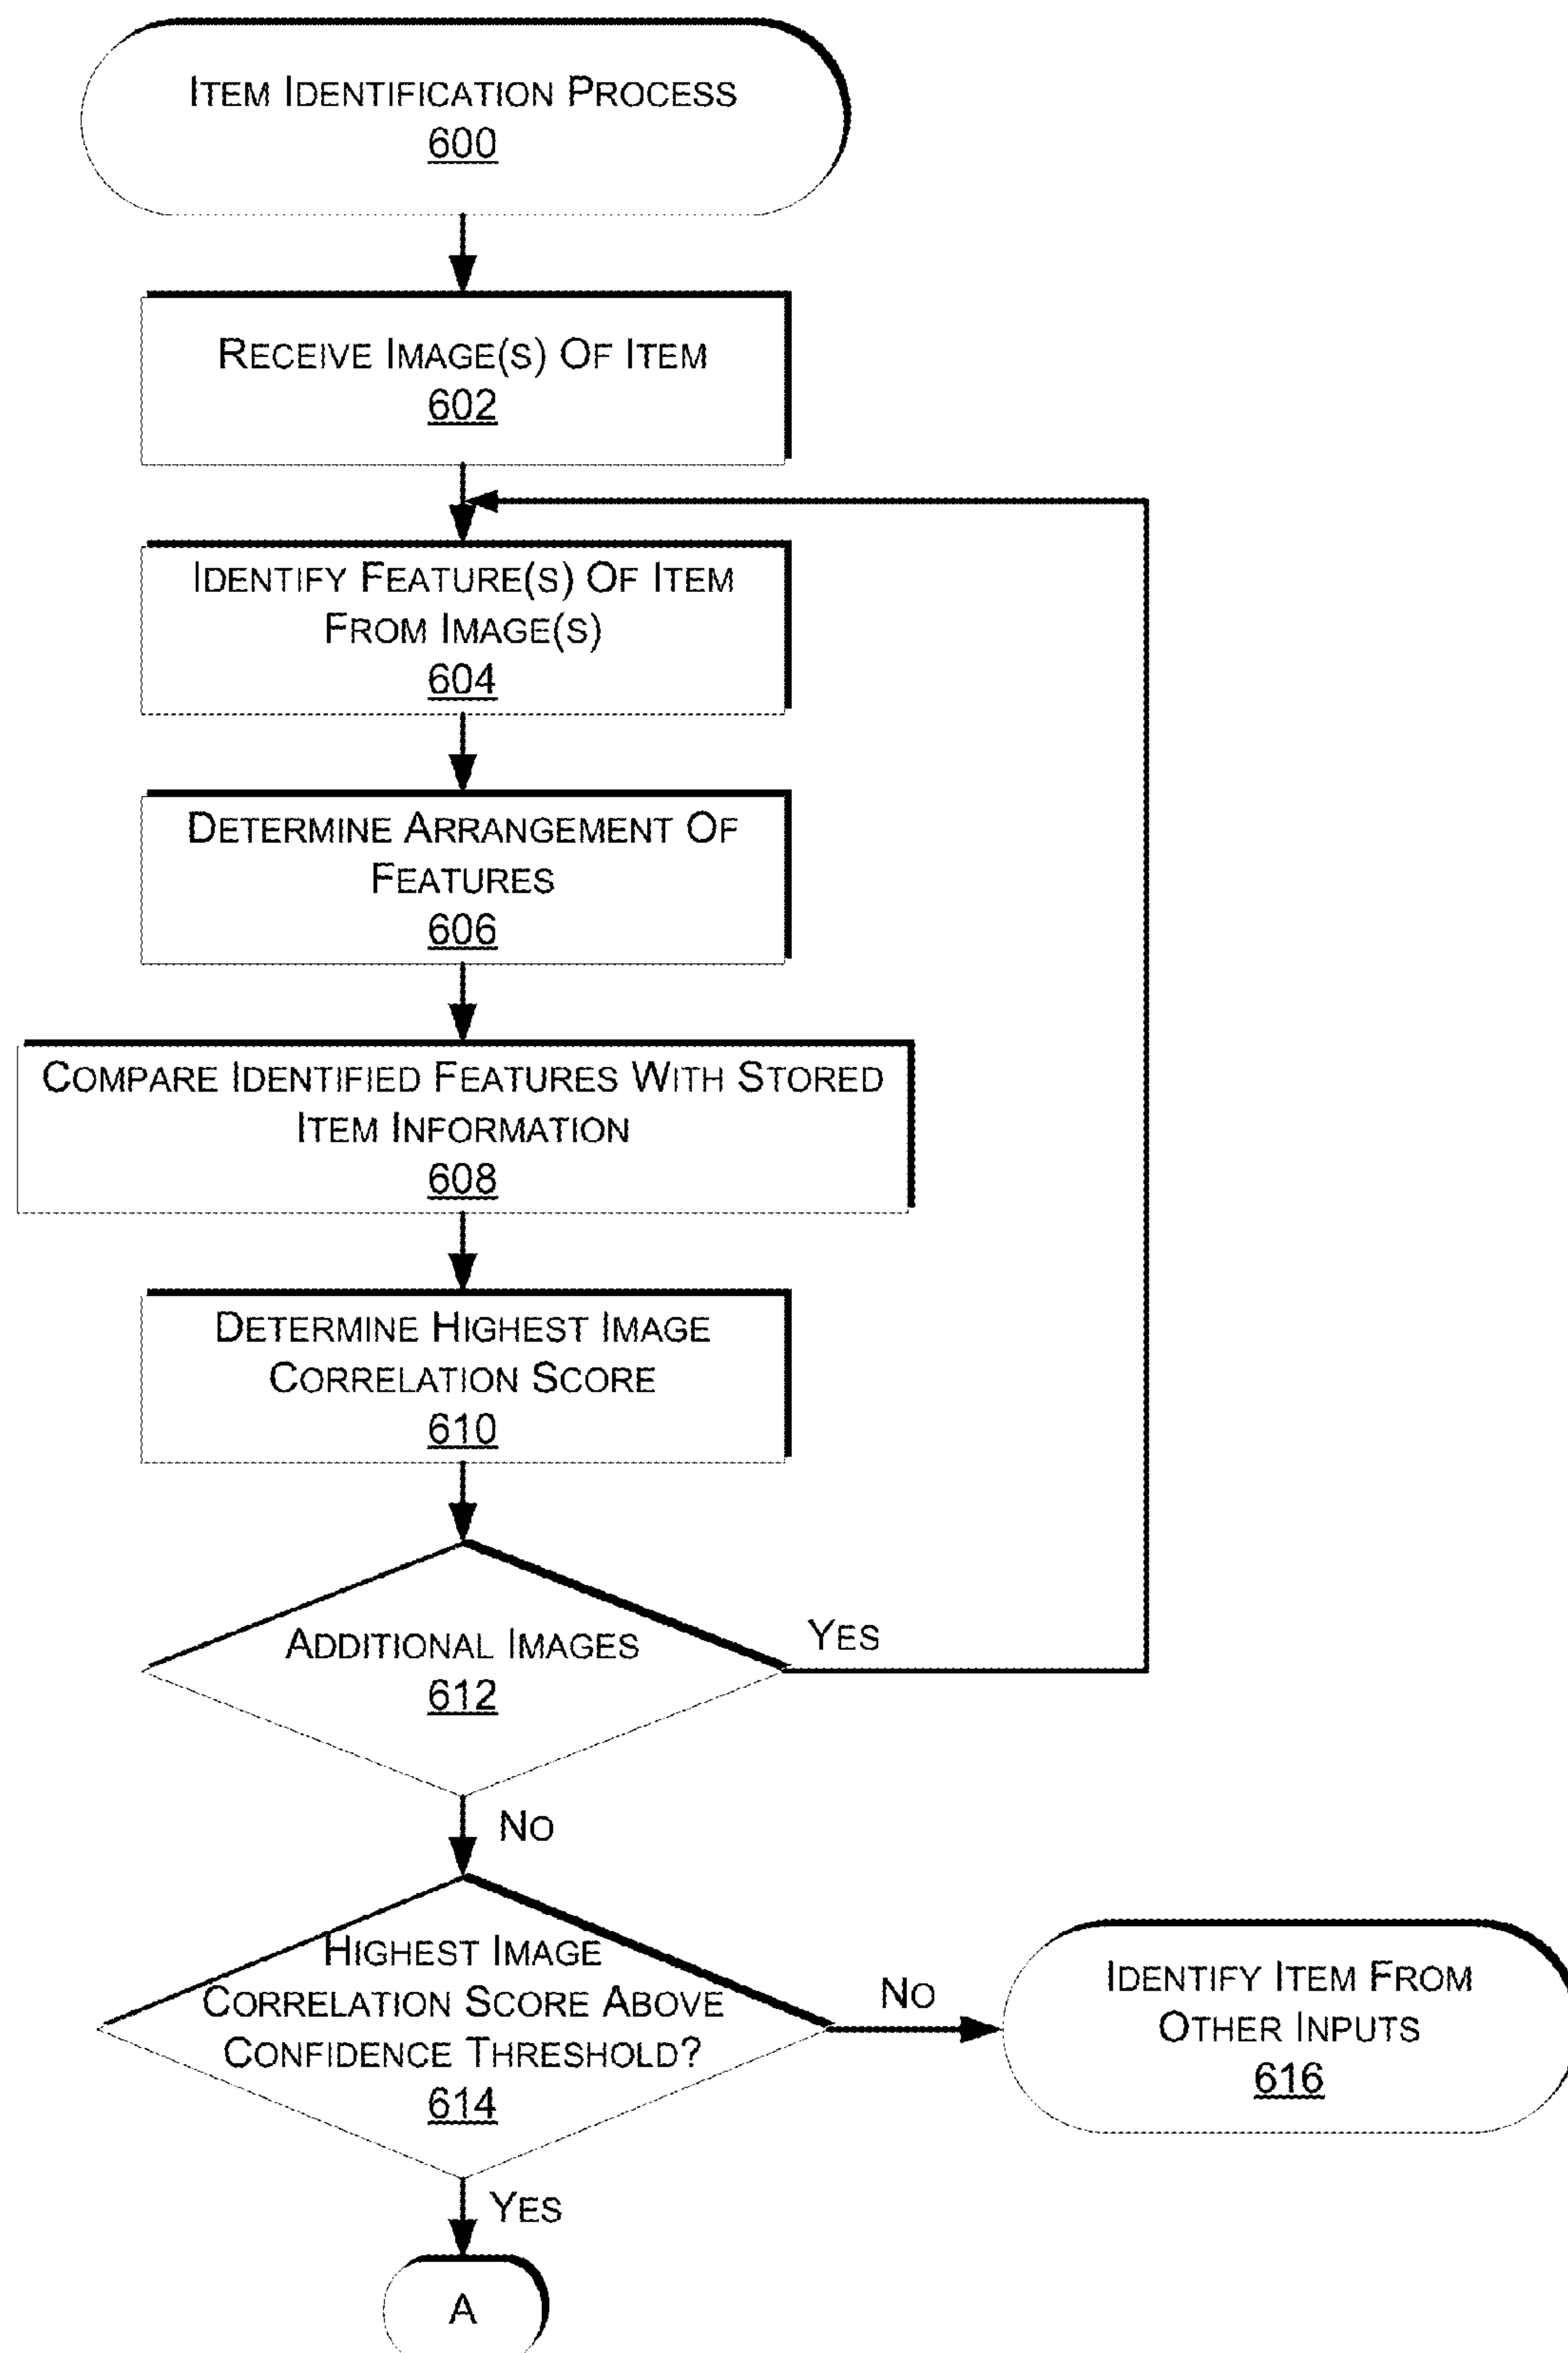 ITEM IDENTIFICATION PROCESS
600
RECEIVE IMAGE(S) OF ITEM
602
IDENTIFY FEATURE(S) OF ITEM
FROM IMAGE(S)
604
DETERMINE ARRANGEMENT OF
FEATURES
606
COMPARE IDENTIFIED FEATURES WITH STORED
ITEM INFORMATION
608
DETERMINE HIGHEST IMAGE
CORRELATION SCORE
610
ADDITIONAL IMAGES
612
YES
NO
HIGHEST IMAGE
CORRELATION SCORE ABOVE
CONFIDENCE THRESHOLD?
614
NO
IDENTIFY ITEM FROM
OTHER INPUTS
616
YES
A